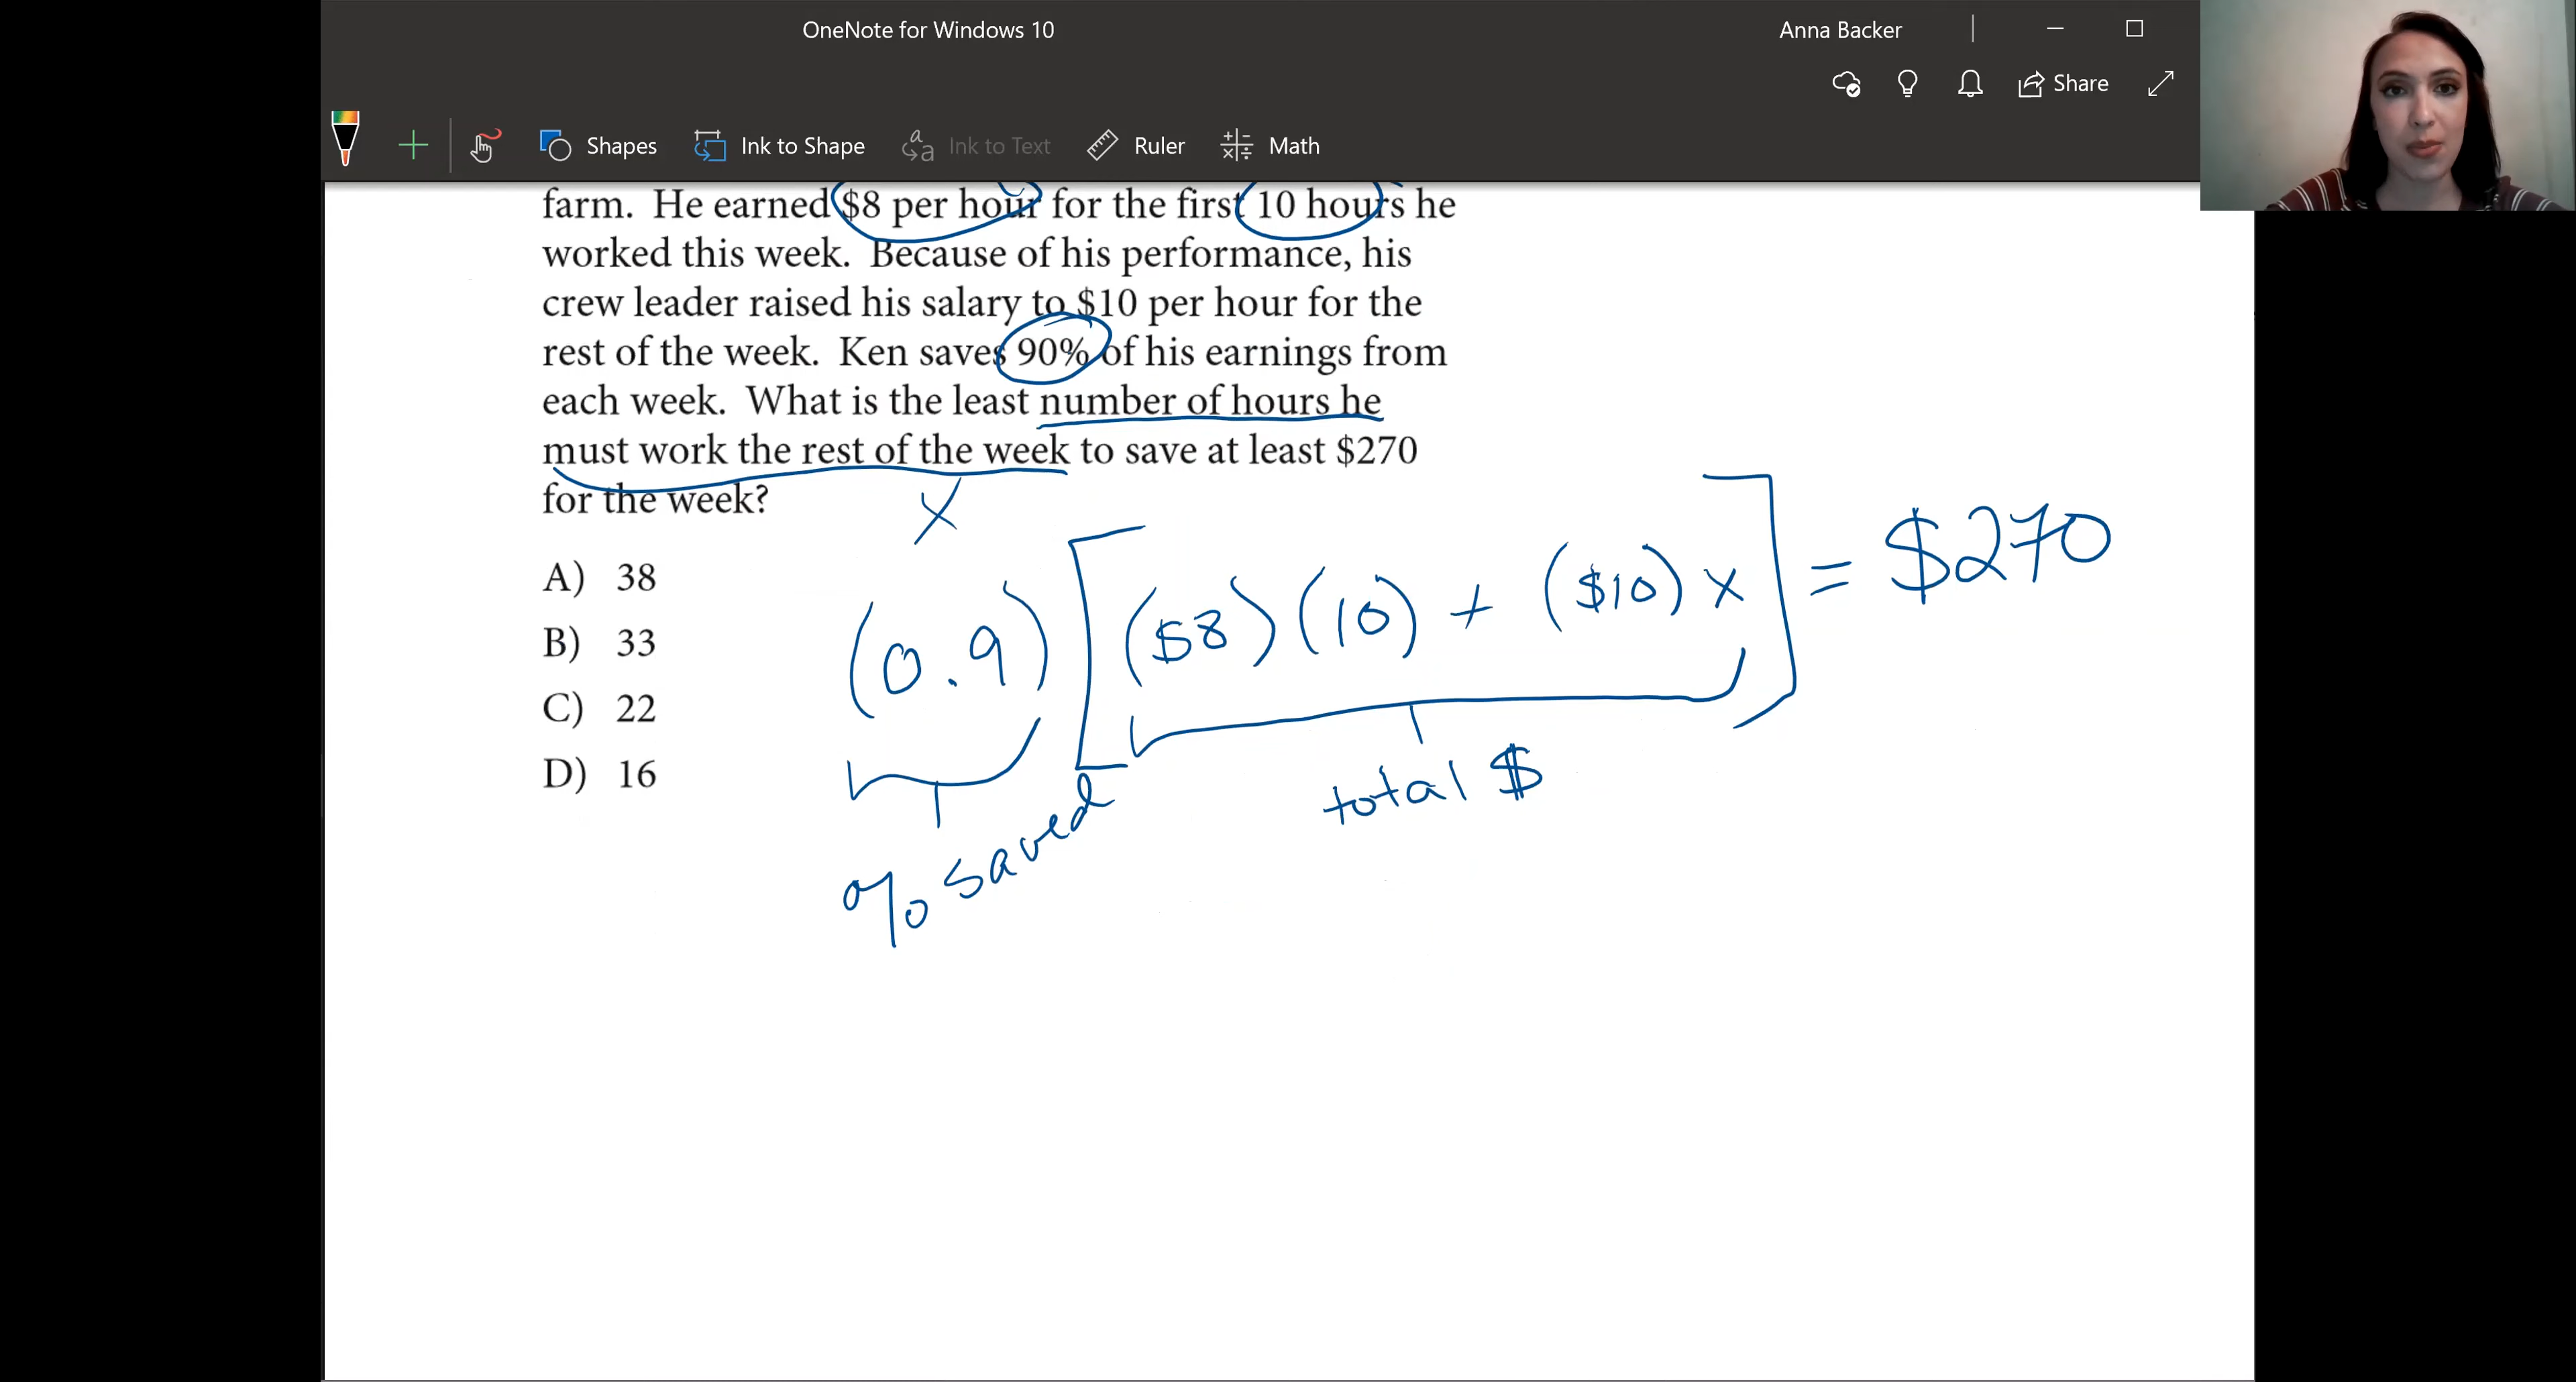 OneNote for Windows 10
Anna Backer
Share
Shapes
Ink to Shape
Ink to Text
Ruler
Math
farm. He earned $8 per hour for the first 10 hours he
worked this week. Because of his performance, his
crew leader raised his salary to $10 per hour for the
rest of the week. Ken saves 90% of his earnings from
each week. What is the least number of hours he
must work the rest of the week to save at least $270
for the week?
x
A) 38
B) 33
C) 22
D) 16
(0.9) [($8)(10) + ($10) x] = $270
% saved
total $